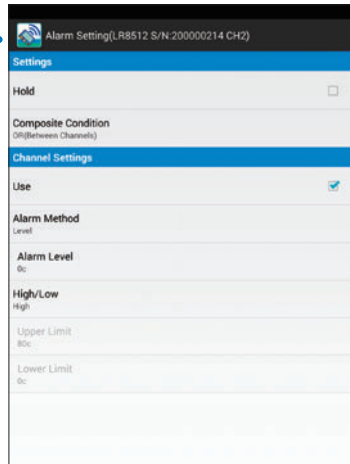 Alarm Setting(LR8512 S/N:200000214 CH2)
Settings
Hold
Composite Condition
OR(Between Channels)
Channel Settings
Use
Alarm Method
Level
Alarm Level
0c
High/Low
High
Upper Limit
80c
Lower Limit
0c